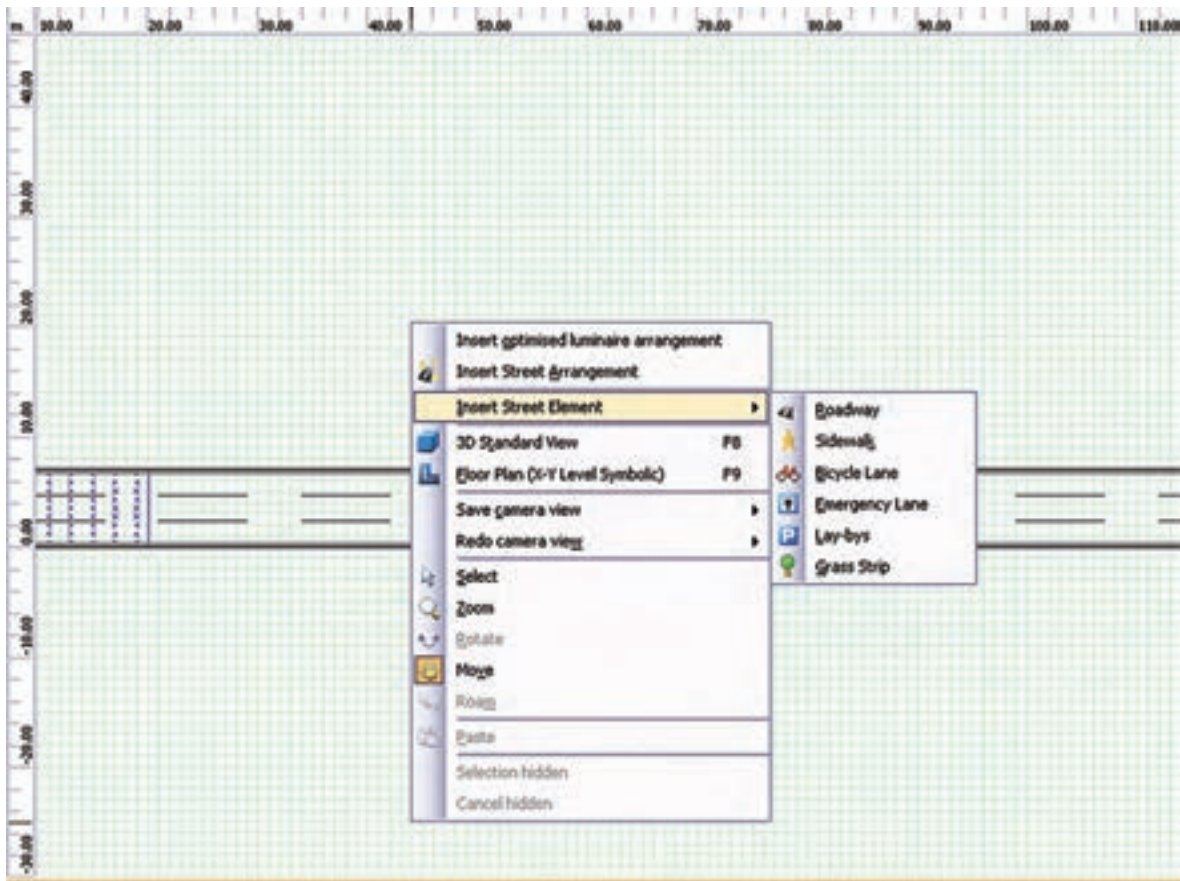 m 10.00 20.00 30.00 40.00 50.00 60.00 70.00 80.00 90.00 100.00 110.00
40.00
30.00
20.00
10.00
0.00
-10.00
-20.00
-30.00
Insert optimised luminaire arrangement
Insert Street Arrangement
Insert Street Element
3D Standard View F8
Floor Plan (X-Y Level Symbolic) F9
Save camera view
Redo camera view
Select
Zoom
Rotate
Move
Roam
Paste
Selection hidden
Cancel hidden
Roadway
Sidewalk
Bicycle Lane
Emergency Lane
P Lay-bys
Grass Strip